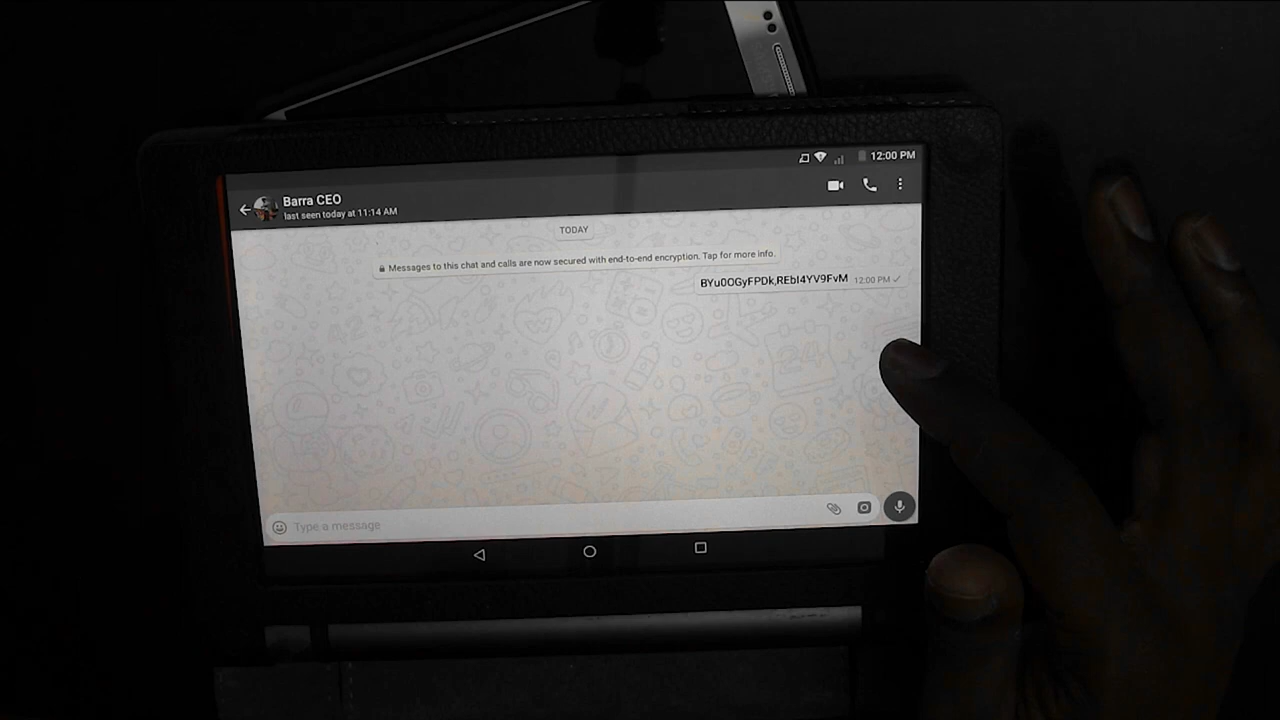 12:00 PM
Barra CEO
last seen today at 11:14 AM
TODAY
Messages to this chat and calls are now secured with end-to-end encryption. Tap for more info.
BYu0OGyFPDk,REbI4YV9FvM 12:00 PM
Type a message